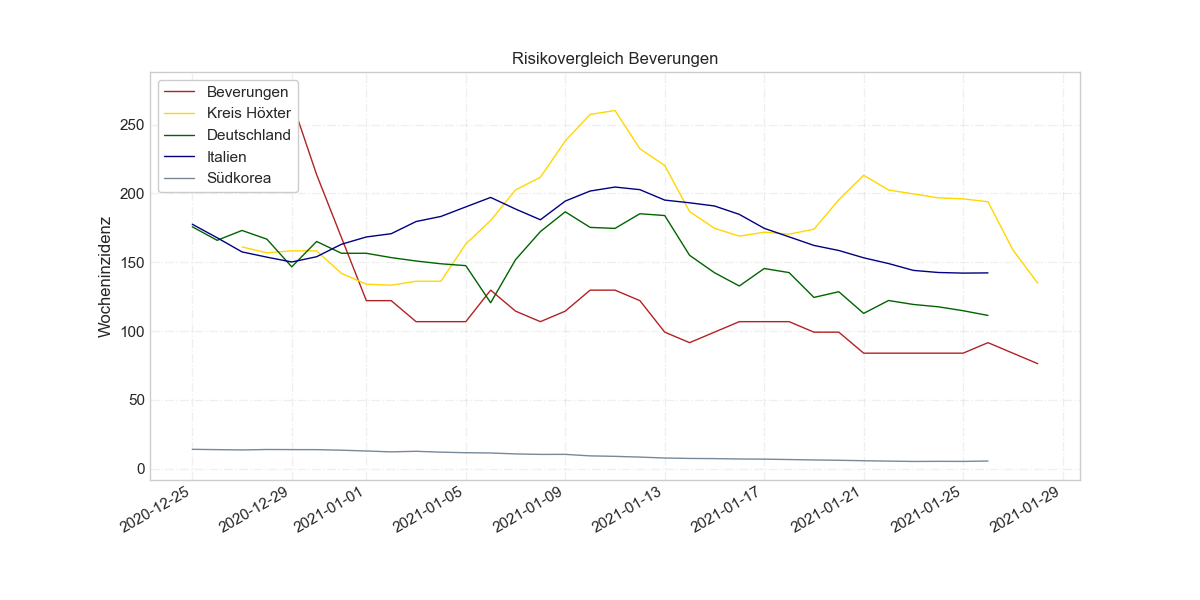 Risikovergleich Beverungen
Beverungen
Kreis Höxter
Deutschland
Italien
Südkorea
Wocheninzidenz
250
200
150
100
50
0
2020-12-25
2020-12-29
2021-01-01
2021-01-05
2021-01-09
2021-01-13
2021-01-17
2021-01-21
2021-01-25
2021-01-29